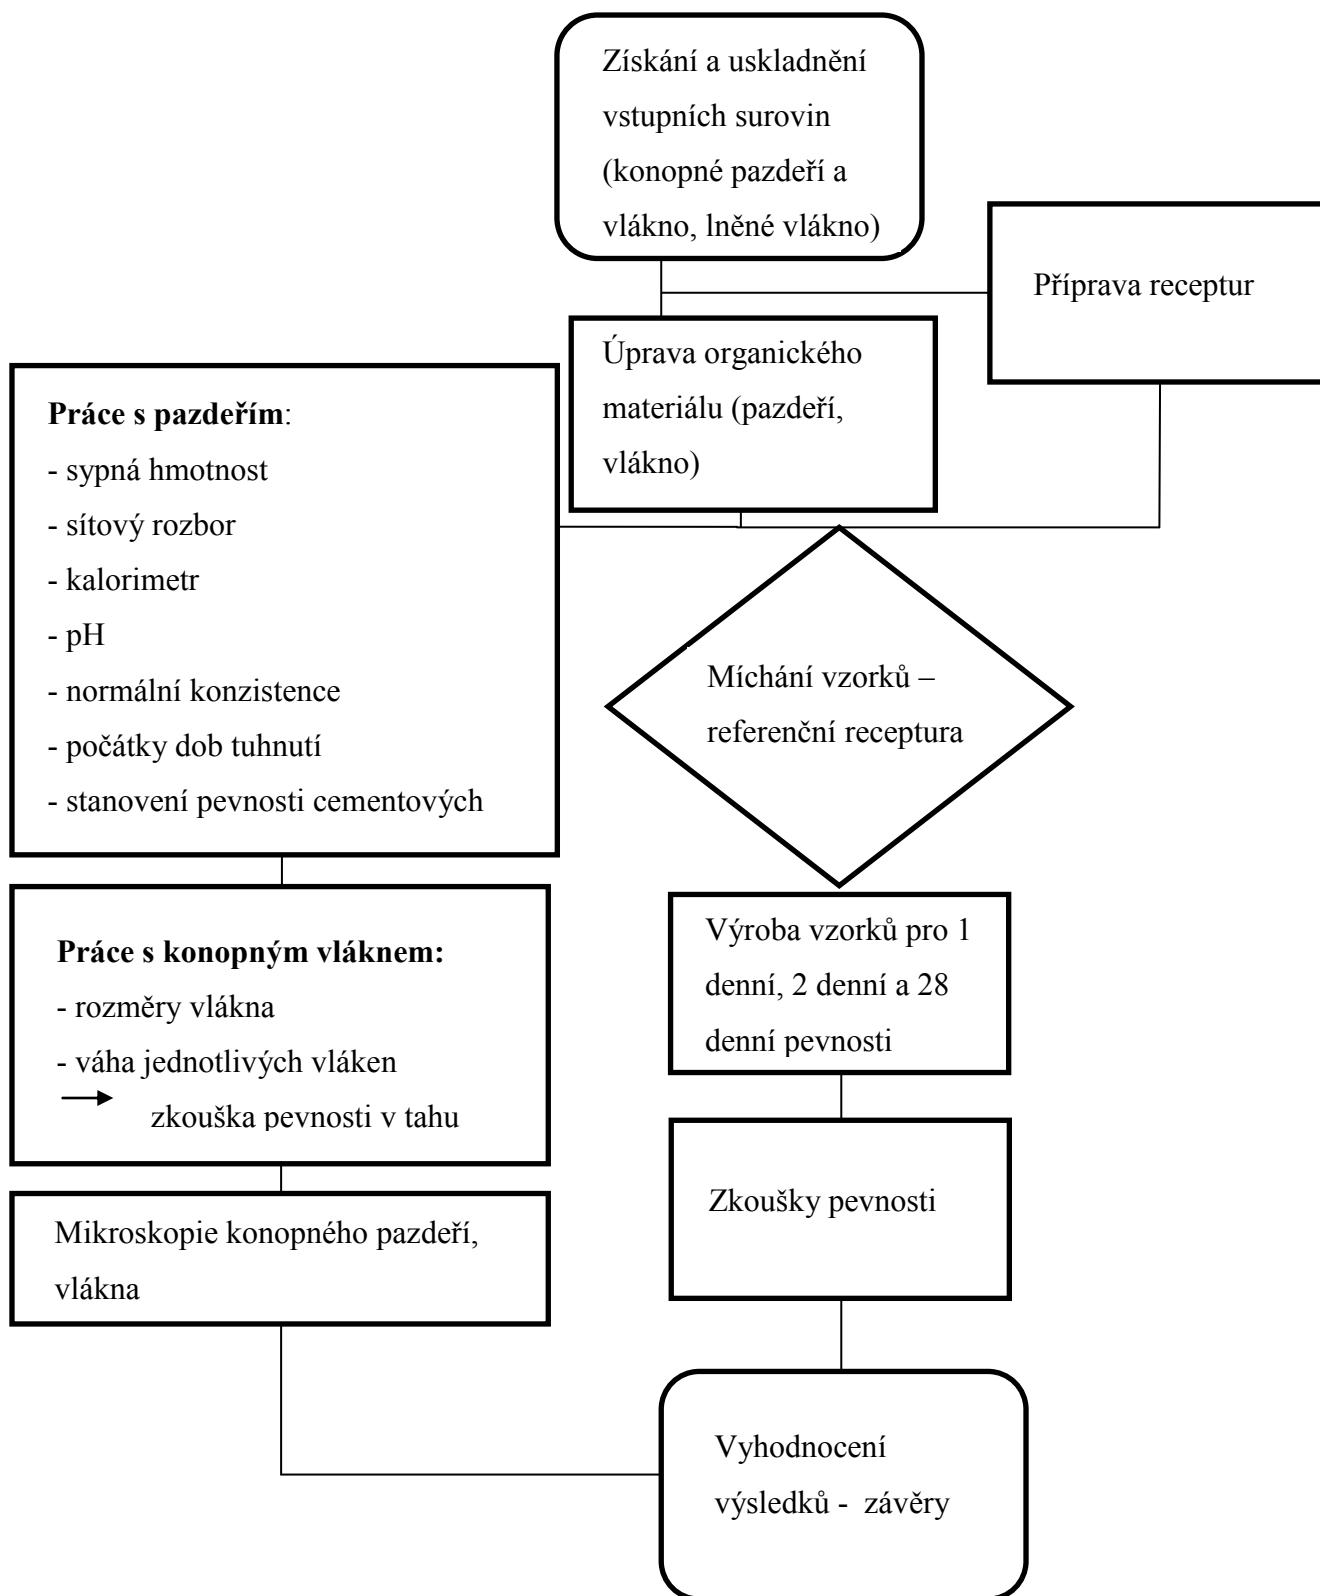 Získání a uskladnění
vstupních surovin
(konopné pazdeří a
vlákno, lněné vlákno)
Příprava receptur
Úprava organického
materiálu (pazdeří,
vlákno)
Práce s pazdeřím:
- sypná hmotnost
- sítový rozbor
- kalorimetr
- pH
- normální konzistence
- počátky dob tuhnutí
- stanovení pevnosti cementových
Míchání vzorků –
referenční receptura
Práce s konopným vláknem:
- rozměry vlákna
- váha jednotlivých vláken
zkouška pevnosti v tahu
Výroba vzorků pro 1
denní, 2 denní a 28
denní pevnosti
Mikroskopie konopného pazdeří,
vlákna
Zkoušky pevnosti
Vyhodnocení
výsledků -  závěry